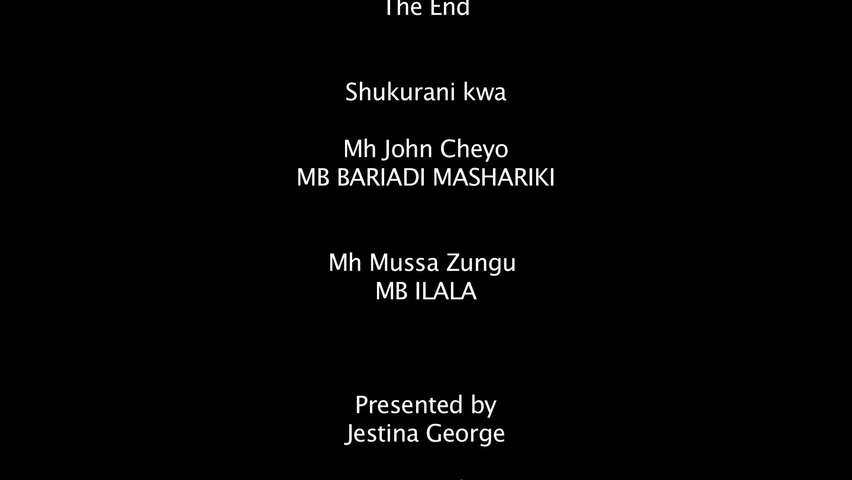 The End
Shukurani kwa
Mh John Cheyo
MB BARIADI MASHARIKI
Mh Mussa Zungu
MB ILALA
Presented by
Jestina George